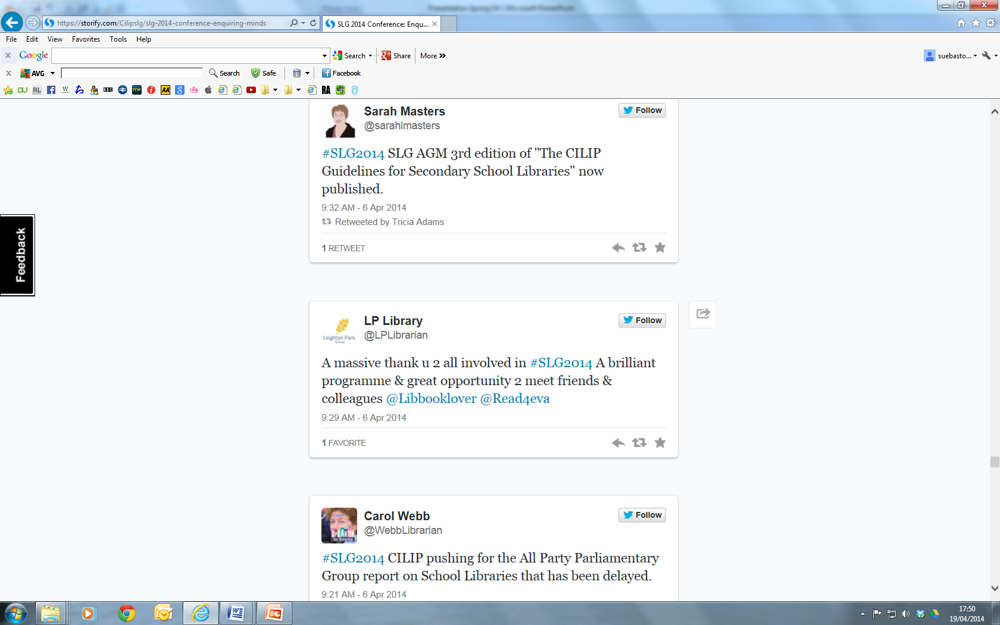 https://storify.com/Cilipslg/slg-2014-conference-enquiring-minds
SLG 2014 Conference: Enqu...
File Edit View Favorites Tools Help
Google Search Share More »
suebasto...
AVG Search Safe Facebook
Sarah Masters
@sarahlmasters
Follow
#SLG2014 SLG AGM 3rd edition of "The CILIP
Guidelines for Secondary School Libraries" now
published.
9:32 AM - 6 Apr 2014
Retweeted by Tricia Adams
1 RETWEET
Feedback
Leighton Park
School
LP Library
@LPLibrarian
Follow
A massive thank u 2 all involved in #SLG2014 A brilliant
programme & great opportunity 2 meet friends &
colleagues @Libbooklover @Read4eva
9:29 AM - 6 Apr 2014
1 FAVORITE
Carol Webb
@WebbLibrarian
Follow
#SLG2014 CILIP pushing for the All Party Parliamentary
Group report on School Libraries that has been delayed.
9:21 AM - 6 Apr 2014
17:50
19/04/2014